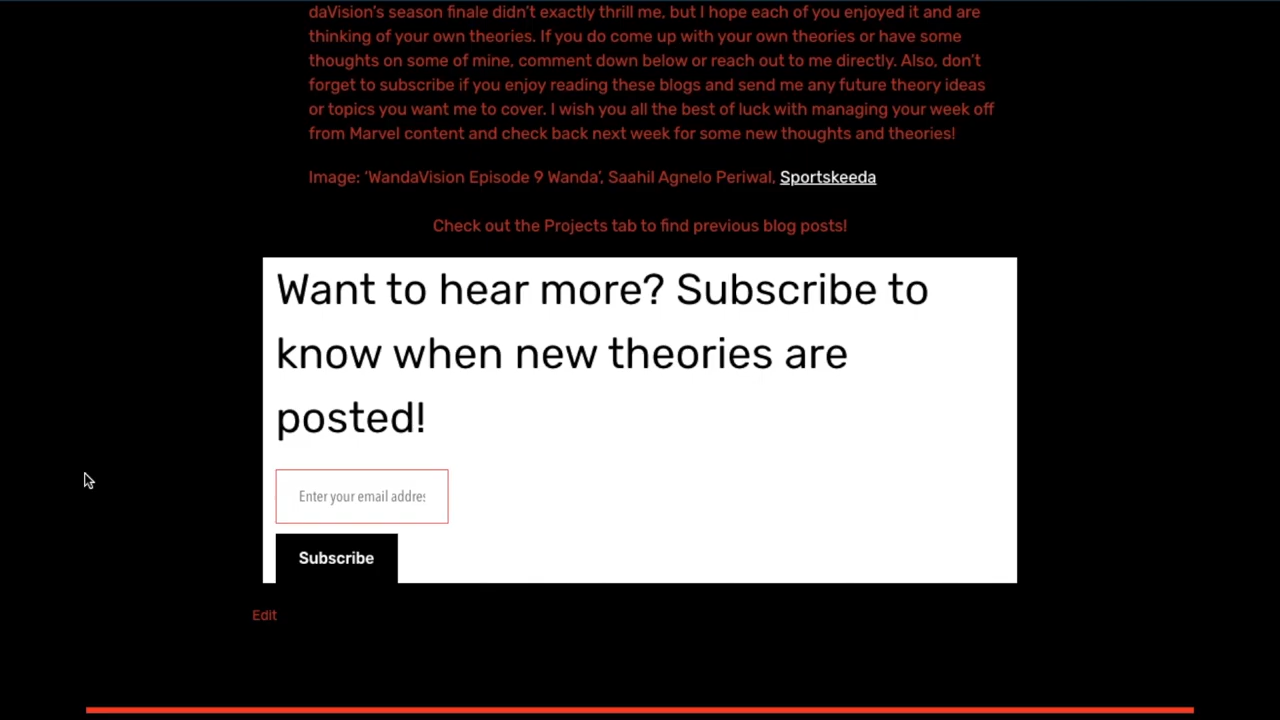 daVision’s season finale didn’t exactly thrill me, but I hope each of you enjoyed it and are
thinking of your own theories. If you do come up with your own theories or have some
thoughts on some of mine, comment down below or reach out to me directly. Also, don’t
forget to subscribe if you enjoy reading these blogs and send me any future theory ideas
or topics you want me to cover. I wish you all the best of luck with managing your week off
from Marvel content and check back next week for some new thoughts and theories!
Image: ‘WandaVision Episode 9 Wanda’, Saahil Agnelo Periwal, Sportskeeda
Check out the Projects tab to find previous blog posts!
Want to hear more? Subscribe to
know when new theories are
posted!
Enter your email addres
Subscribe
Edit